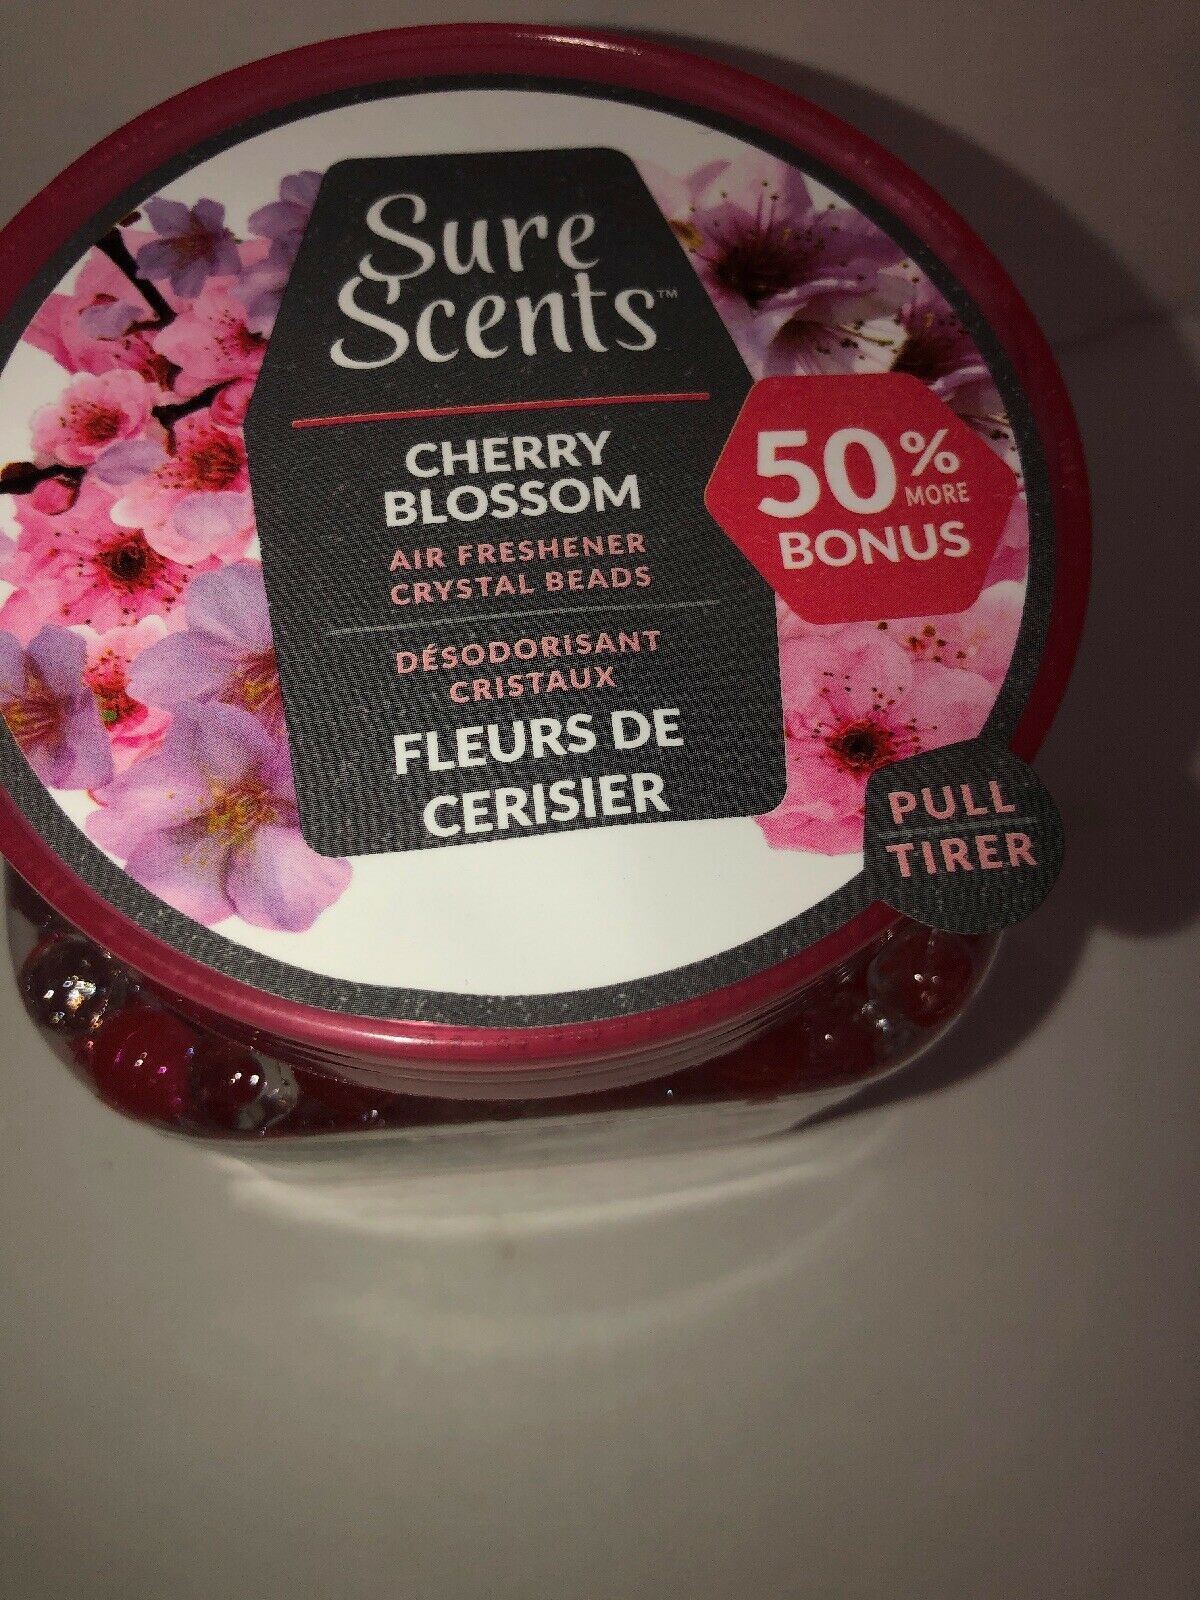 Sure
Scents™
CHERRY
BLOSSOM
AIR FRESHENER
CRYSTAL BEADS
DÉSODORISANT
CRISTAUX
FLEURS DE
CERISIER
50%
MORE
BONUS
PULL
TIRER